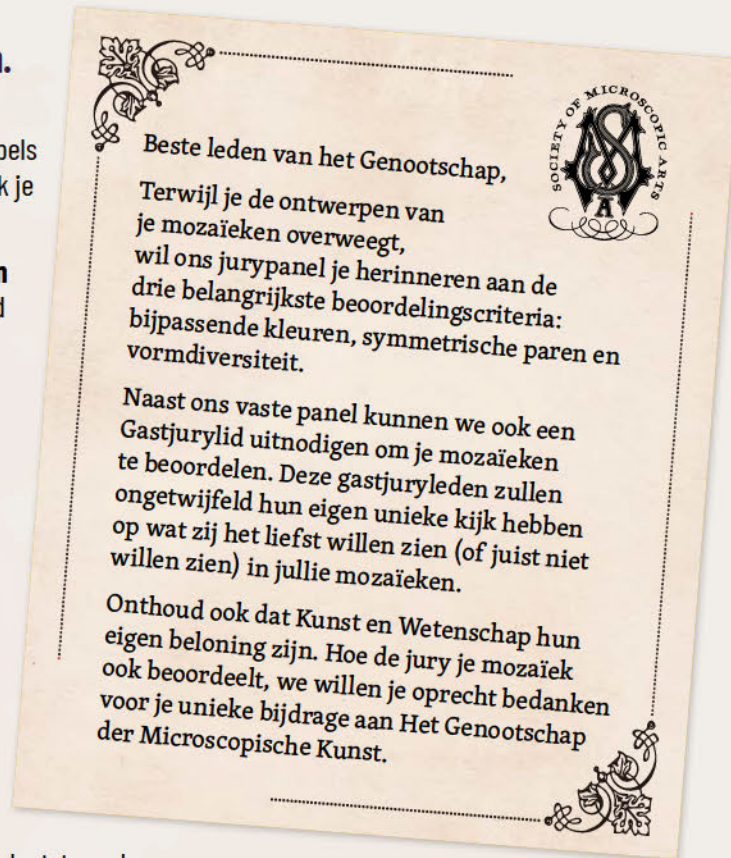 Beste leden van het Genootschap,
SOCIETY OF MICROSCOPIC ARTS
Terwijl je de ontwerpen van
je mozaïeken overweegt,
wil ons jurypanel je herinneren aan de
drie belangrijkste beoordelingscriteria:
bijpassende kleuren, symmetrische paren en
vormdiversiteit.
Naast ons vaste panel kunnen we ook een
Gastjurylid uitnodigen om je mozaïeken
te beoordelen. Deze gastjuryleden zullen
ongetwijfeld hun eigen unieke kijk hebben
op wat zij het liefst willen zien (of juist niet
willen zien) in jullie mozaïeken.
Onthoud ook dat Kunst en Wetenschap hun
eigen beloning zijn. Hoe de jury je mozaïek
ook beoordeelt, we willen je oprecht bedanken
voor je unieke bijdrage aan Het Genootschap
der Microscopische Kunst.
k je